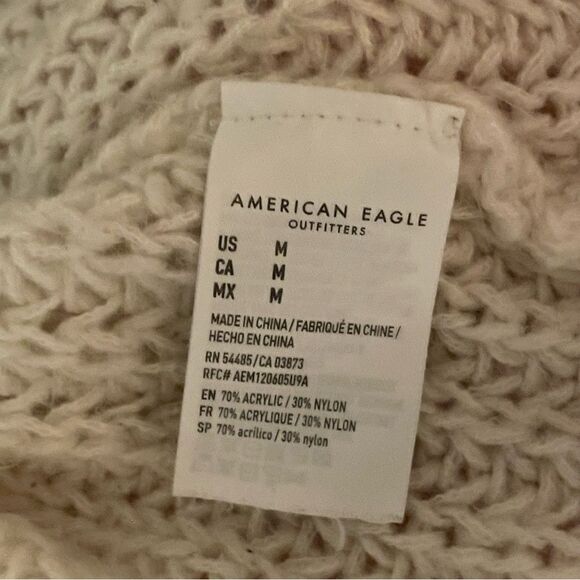 AMERICAN EAGLE
OUTFITTERS
US M
CA M
MX M
MADE IN CHINA / FABRIQUÉ EN CHINE /
HECHO EN CHINA
RN 54485/CA 03873
RFC# AEM120605U9A
EN 70% ACRYLIC / 30% NYLON
FR 70% ACRYLIQUE / 30% NYLON
SP 70% acrílico / 30% nylon